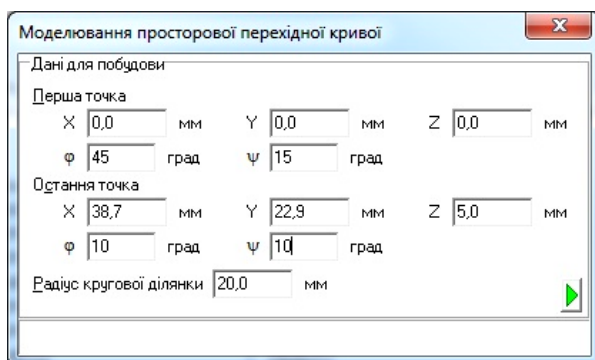 Моделювання просторової перехідної кривої
Дані для побудови
Перша точка
X 0,0 мм Y 0,0 мм Z 0,0 мм
φ 45 град ψ 15 град
Остання точка
X 38,7 мм Y 22,9 мм Z 5,0 мм
φ 10 град ψ 10 град
Радіус кругової ділянки 20,0 мм